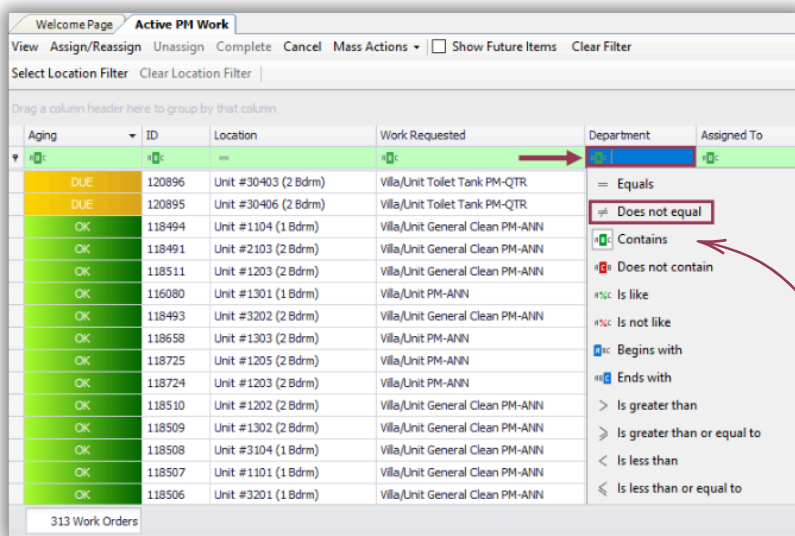 Welcome Page Active PM Work
View Assign/Reassign Unassign Complete Cancel Mass Actions Show Future Items Clear Filter
Select Location Filter Clear Location Filter
Drag a column header here to group by that column
Aging ID Location Work Requested Department Assigned To
DUE 120896 Unit #30403 (2 Bdrm) Villa/Unit Toilet Tank PM-QTR
DUE 120895 Unit #30406 (2 Bdrm) Villa/Unit Toilet Tank PM-QTR
OK 118494 Unit #1104 (1 Bdrm) Villa/Unit General Clean PM-ANN
OK 118491 Unit #2103 (2 Bdrm) Villa/Unit General Clean PM-ANN
OK 118511 Unit #1203 (2 Bdrm) Villa/Unit General Clean PM-ANN
OK 116080 Unit #1301 (1 Bdrm) Villa/Unit PM-ANN
OK 118493 Unit #3202 (2 Bdrm) Villa/Unit General Clean PM-ANN
OK 118658 Unit #1303 (2 Bdrm) Villa/Unit PM-ANN
OK 118725 Unit #1205 (2 Bdrm) Villa/Unit PM-ANN
OK 118724 Unit #1203 (2 Bdrm) Villa/Unit PM-ANN
OK 118510 Unit #1202 (2 Bdrm) Villa/Unit General Clean PM-ANN
OK 118509 Unit #1302 (2 Bdrm) Villa/Unit General Clean PM-ANN
OK 118508 Unit #3104 (1 Bdrm) Villa/Unit General Clean PM-ANN
OK 118507 Unit #1101 (1 Bdrm) Villa/Unit General Clean PM-ANN
OK 118506 Unit #3201 (1 Bdrm) Villa/Unit General Clean PM-ANN
313 Work Orders
= Equals
≠ Does not equal
Contains
Does not contain
Is like
Is not like
Begins with
Ends with
> Is greater than
⩾ Is greater than or equal to
< Is less than
⩽ Is less than or equal to